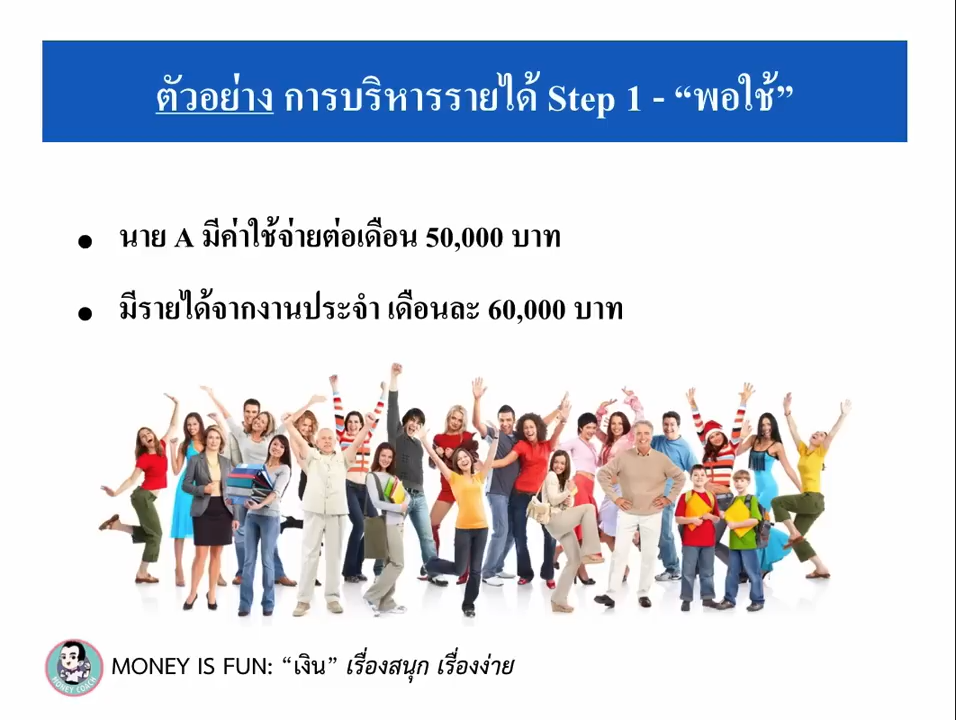 ตัวอย่าง การบริหารรายได้ Step 1 - “พอใช้”
• นาย A มีค่าใช้จ่ายต่อเดือน 50,000 บาท
• มีรายได้จากงานประจำ เดือนละ 60,000 บาท
MONEY COACH
MONEY IS FUN: “เงิน” เรื่องสนุก เรื่องง่าย